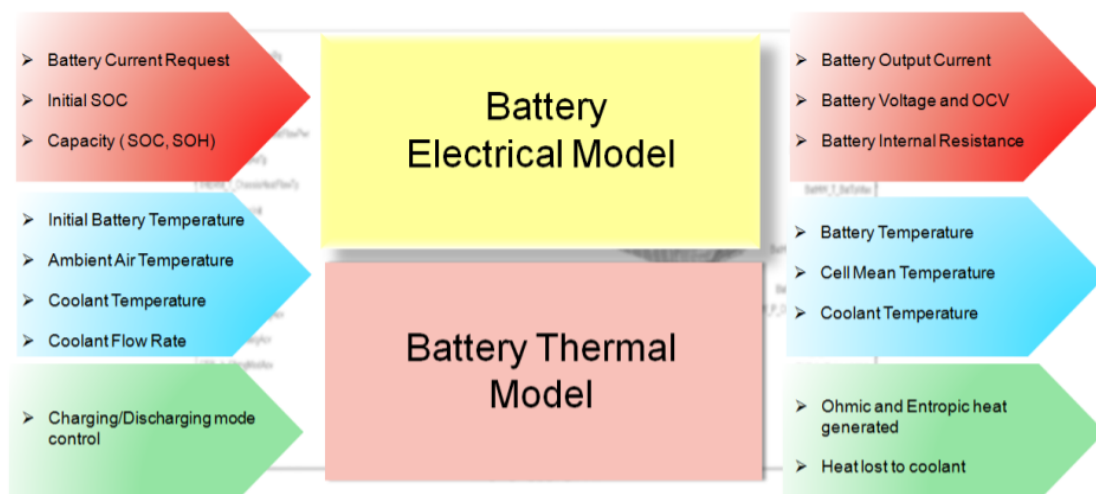 Battery Current Request
Initial SOC
Capacity ( SOC, SOH)
Initial Battery Temperature
Ambient Air Temperature
Coolant Temperature
Coolant Flow Rate
Charging/Discharging mode
control
Battery
Electrical Model
Battery Thermal
Model
Battery Output Current
Battery Voltage and OCV
Battery Internal Resistance
Battery Temperature
Cell Mean Temperature
Coolant Temperature
Ohmic and Entropic heat
generated
Heat lost to coolant